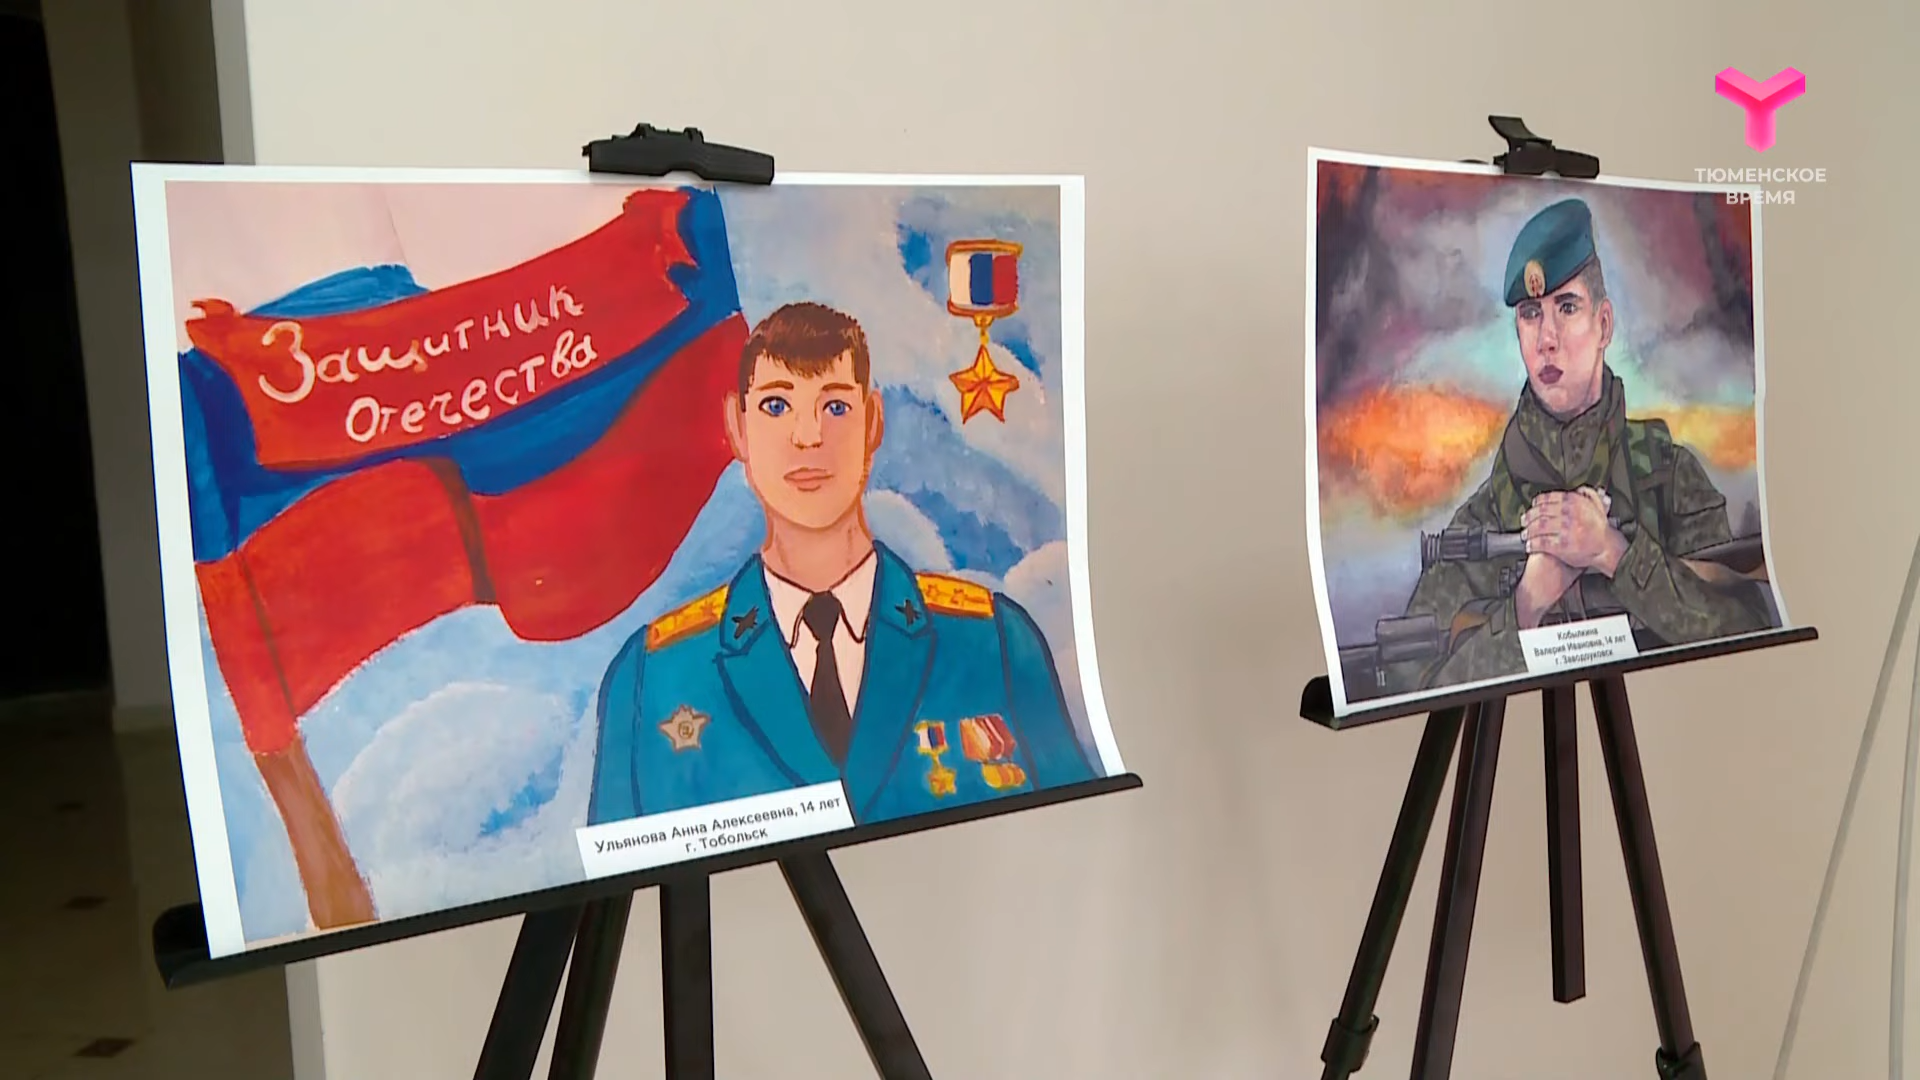 Защитник
Отечества
Ульянова Анна Алексеевна, 14 лет
г. Тобольск
Кобылкина
Валерия Ивановна, 14 лет
г. Заводоуковск
ТЮМЕНСКОЕ
ВРЕМЯ